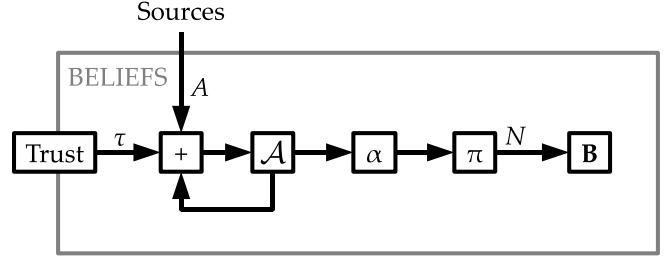 Sources
BELIEFS
A
Trust τ + 𝒜 α π N B